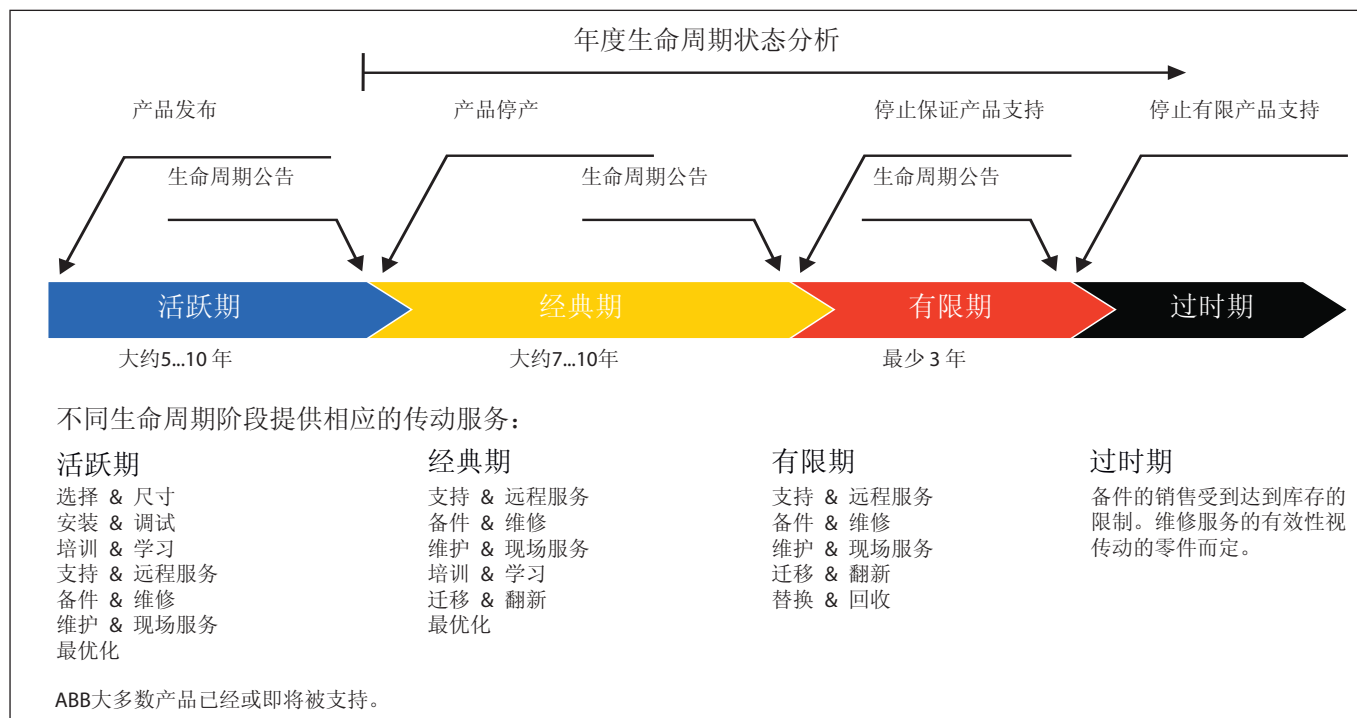 年度生命周期状态分析
产品发布
产品停产
停止保证产品支持
停止有限产品支持
生命周期公告
生命周期公告
生命周期公告
活跃期
经典期
有限期
过时期
大约5...10 年
大约7...10年
最少 3 年
不同生命周期阶段提供相应的传动服务：
活跃期
选择 & 尺寸
安装 & 调试
培训 & 学习
支持 & 远程服务
备件 & 维修
维护 & 现场服务
最优化
经典期
支持 & 远程服务
备件 & 维修
维护 & 现场服务
培训 & 学习
迁移 & 翻新
最优化
有限期
支持 & 远程服务
备件 & 维修
维护 & 现场服务
迁移 & 翻新
替换 & 回收
过时期
备件的销售受到达到库存的
限制。维修服务的有效性视
传动的零件而定。
ABB大多数产品已经或即将被支持。